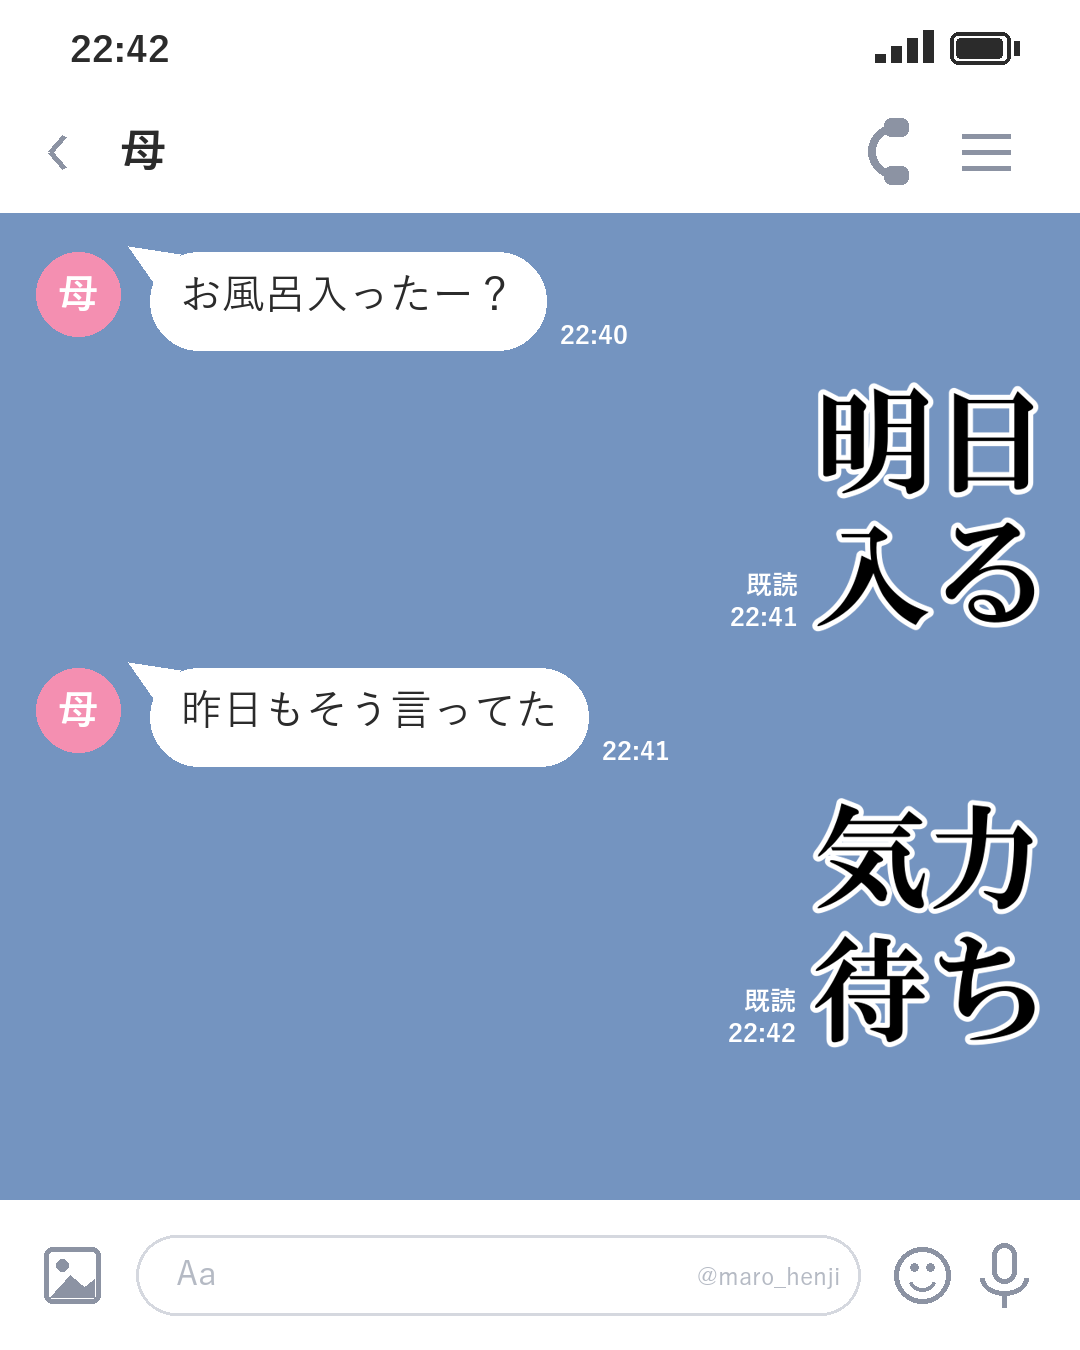 22:42
母
母
お風呂入ったー？
22:40
明日
入る
既読
22:41
母
昨日もそう言ってた
22:41
気力
待ち
既読
22:42
Aa
@maro_henji